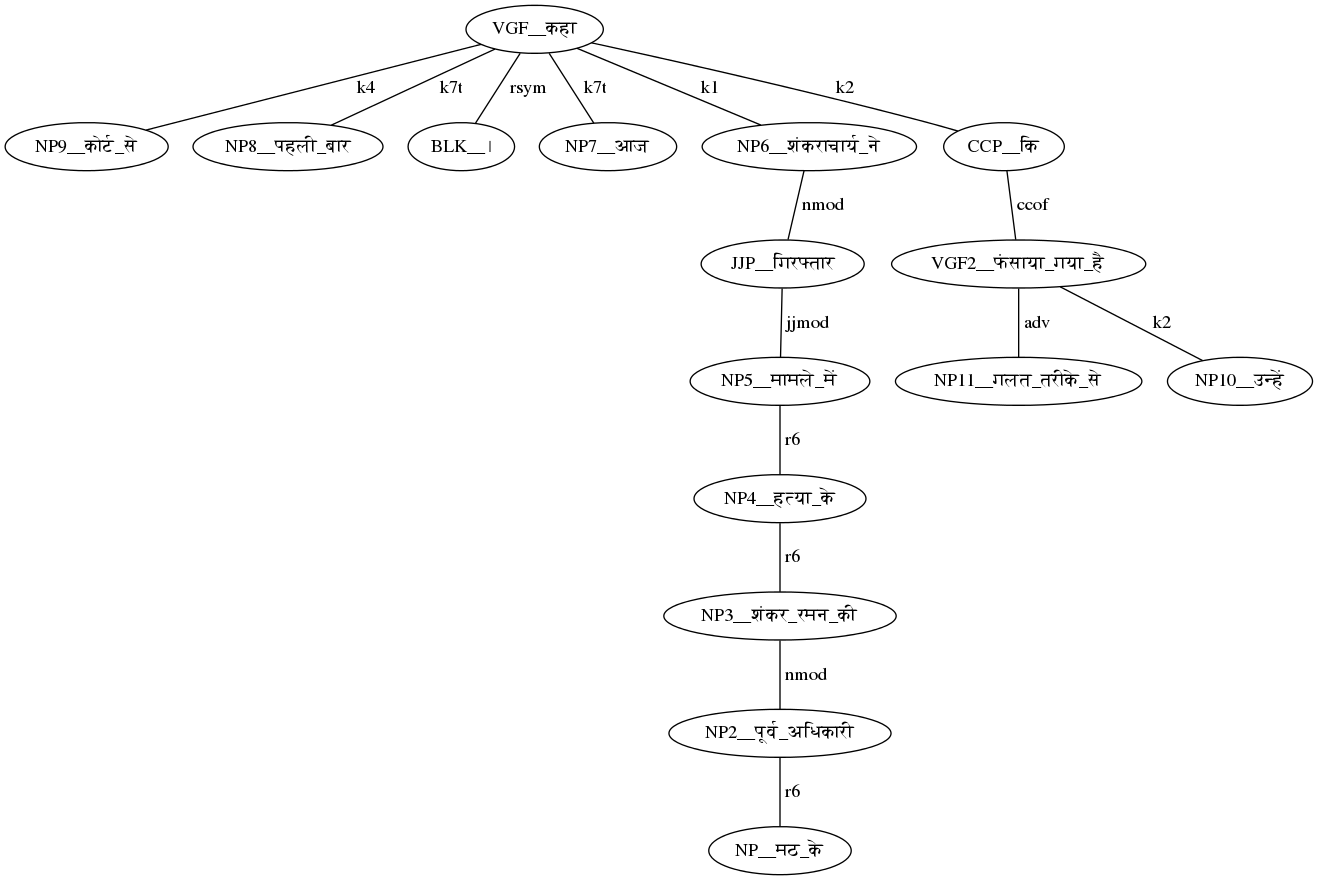 VGF__कहा
k4 k7t rsym k7t k1 k2
NP9__कोर्ट_से NP8__पहली_बार BLK__। NP7__आज NP6__शंकराचार्य_ने CCP__कि
nmod ccof
JJP__गिरफ्तार VGF2__फंसाया_गया_है
jjmod adv k2
NP5__मामले_में NP11__गलत_तरीके_से NP10__उन्हें
r6
NP4__हत्या_के
r6
NP3__शंकर_रमन_की
nmod
NP2__पूर्व_अधिकारी
r6
NP__मठ_के